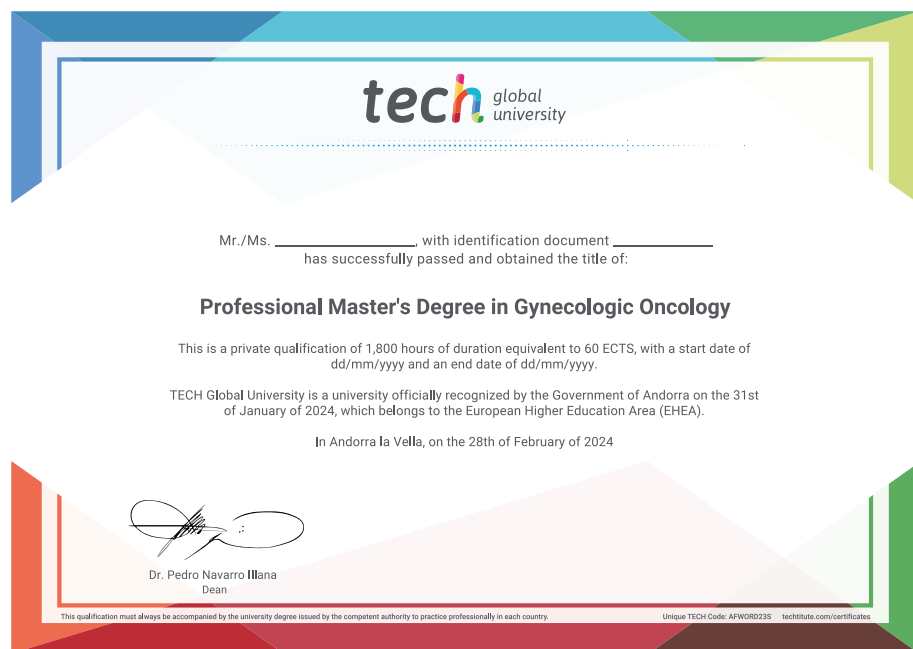 tech global
university
Mr./Ms. ____________, with identification document ____________
has successfully passed and obtained the title of:
Professional Master's Degree in Gynecologic Oncology
This is a private qualification of 1,800 hours of duration equivalent to 60 ECTS, with a start date of
dd/mm/yyyy and an end date of dd/mm/yyyy.
TECH Global University is a university officially recognized by the Government of Andorra on the 31st
of January of 2024, which belongs to the European Higher Education Area (EHEA).
In Andorra la Vella, on the 28th of February of 2024
Dr. Pedro Navarro Illana
Dean
This qualification must always be accompanied by the university degree issued by the competent authority to practice professionally in each country.
Unique TECH Code: AFWORD23S techtitute.com/certificates